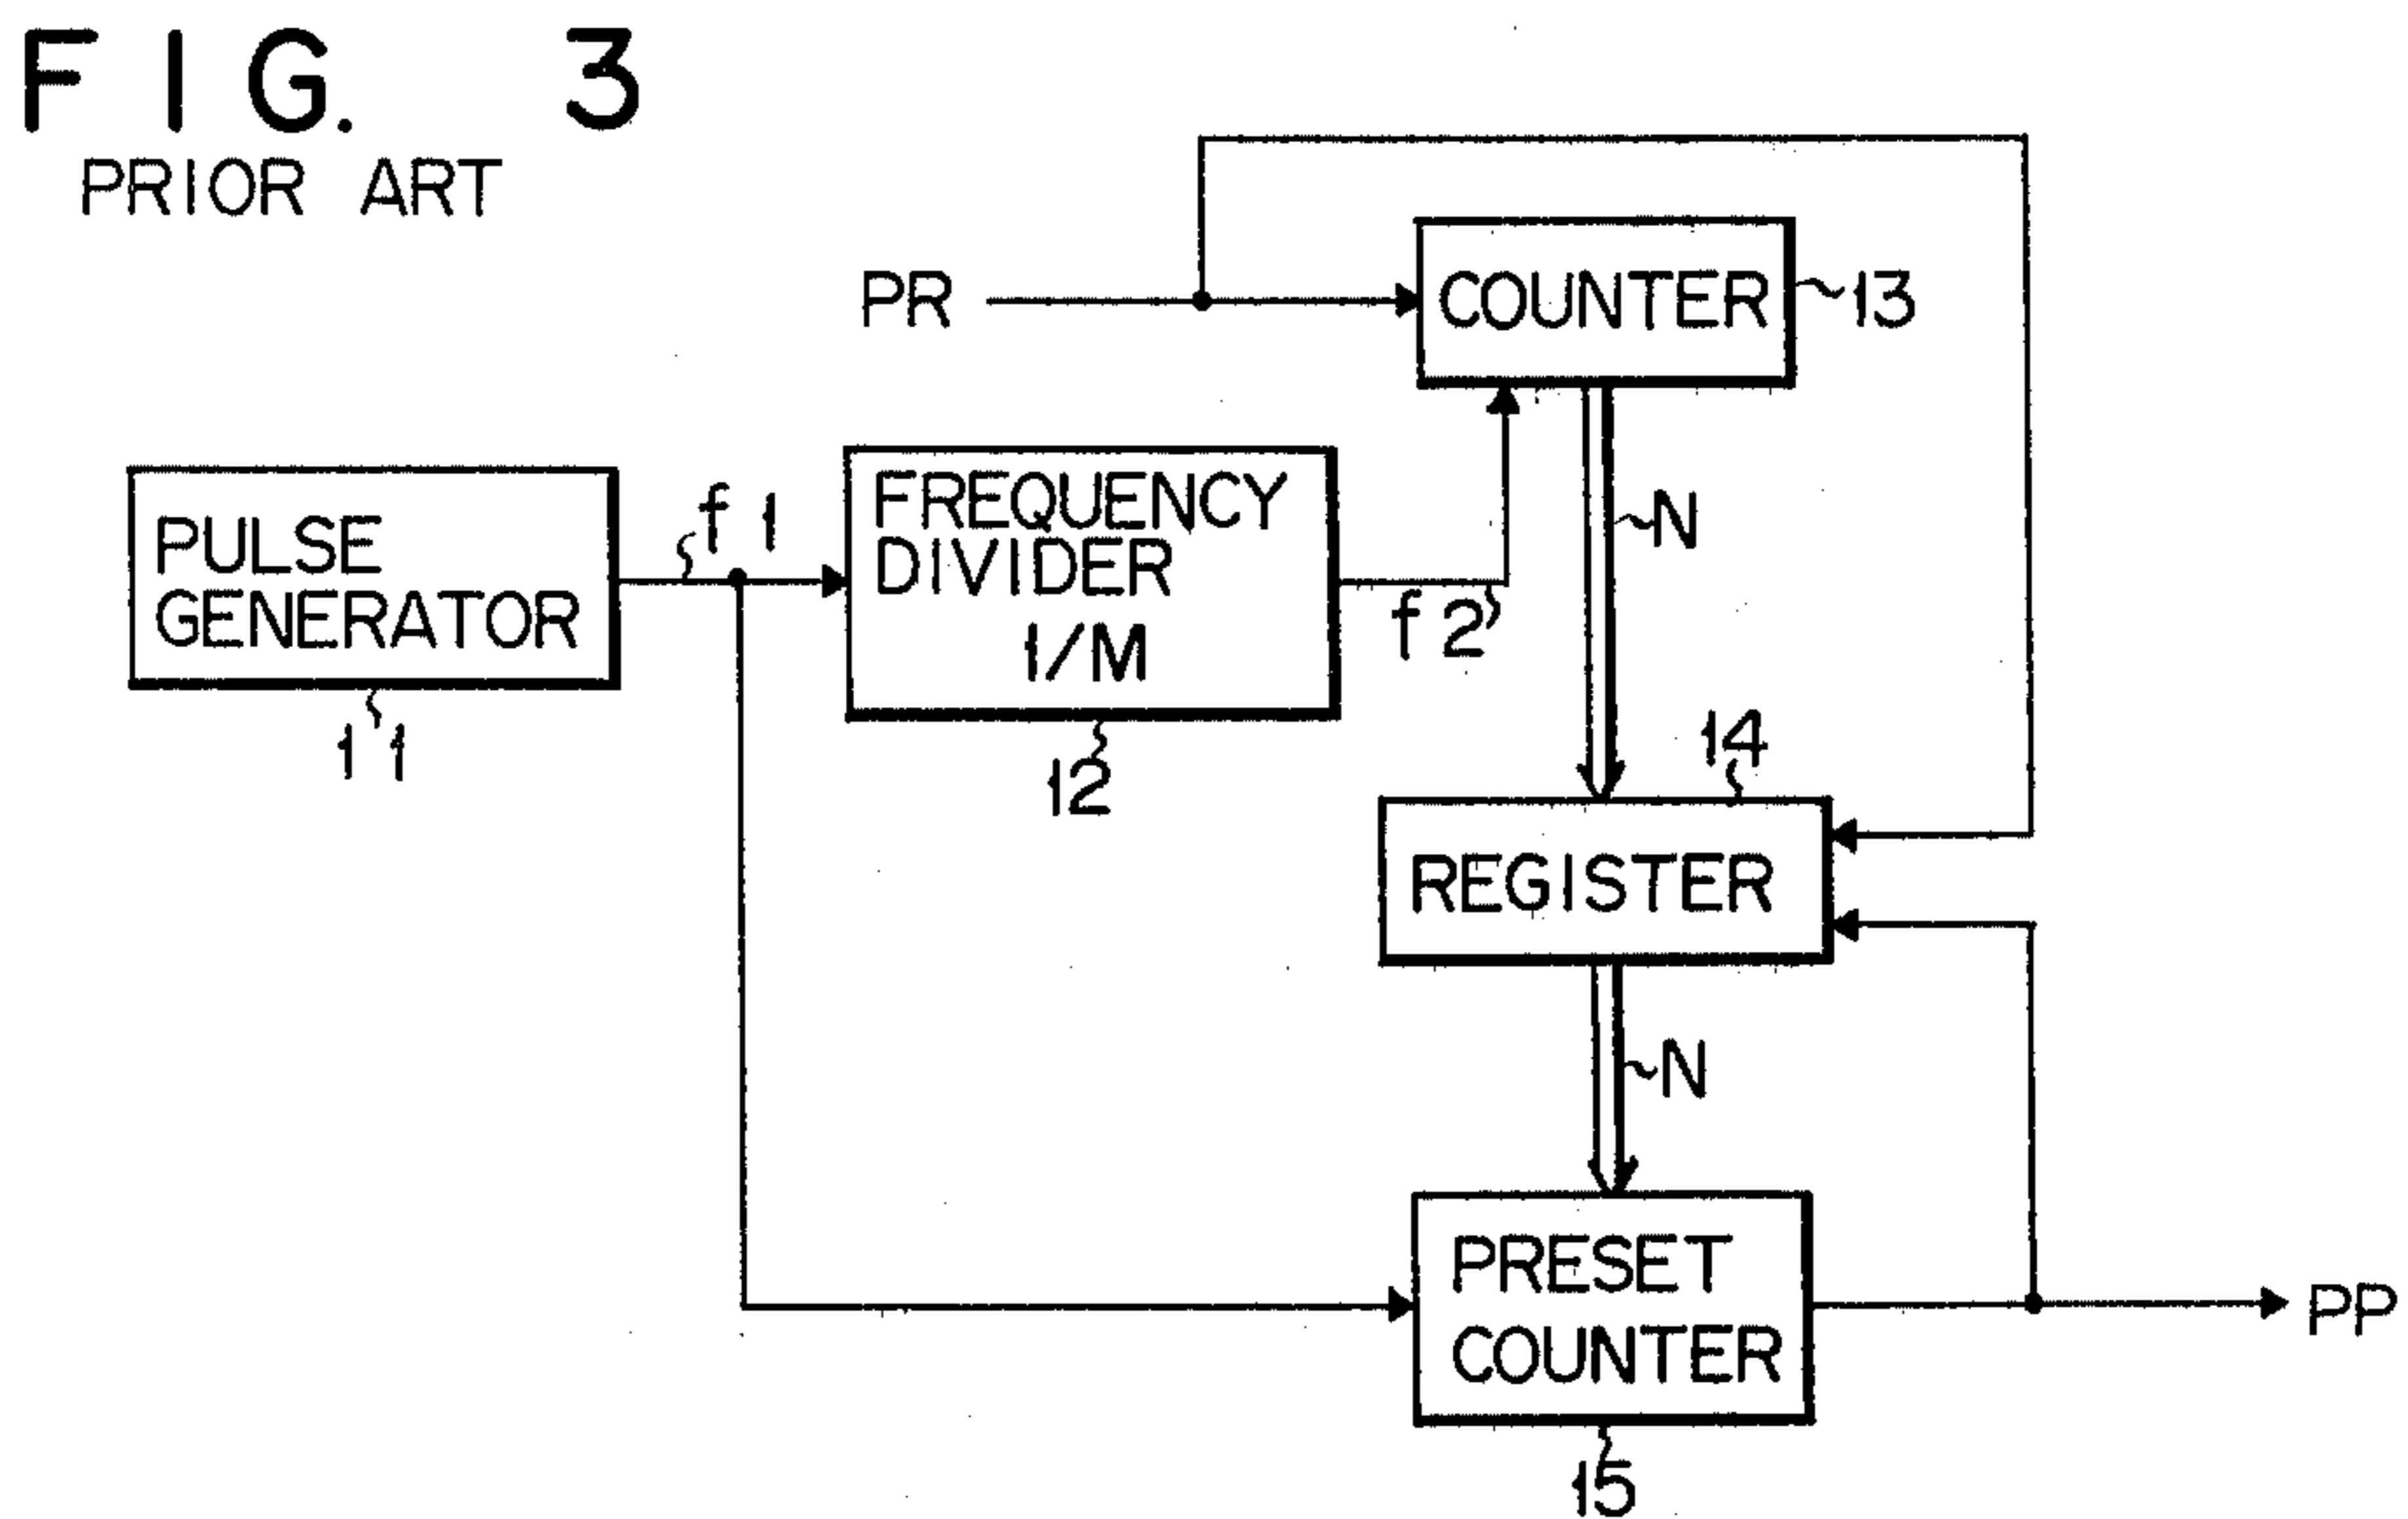 FIG. 3
PRIOR ART
PR
COUNTER
13
PULSE
GENERATOR
11
f1
FREQUENCY
DIVIDER
1/M
12
f2
N
14
REGISTER
N
PRESET
COUNTER
15
PP